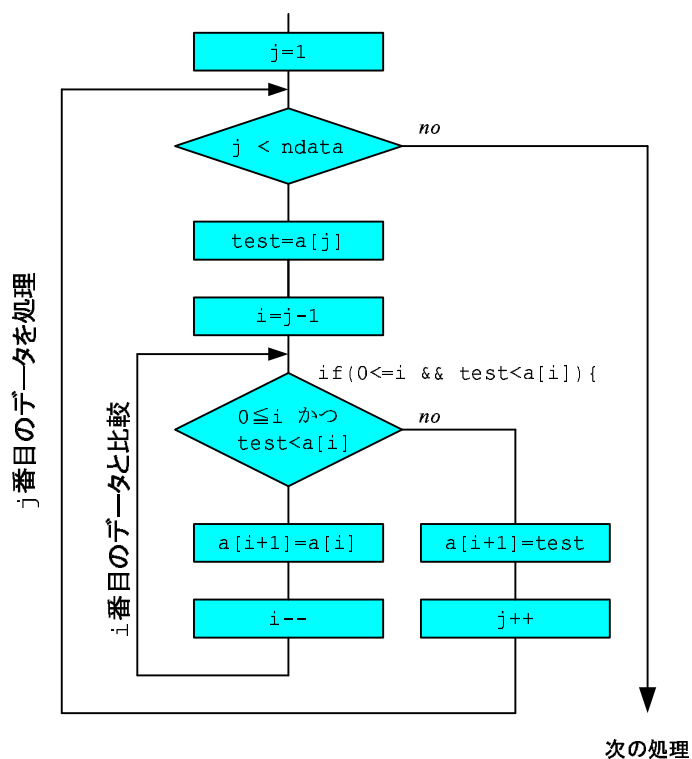 j=1
j < ndata
no
test=a[j]
i=j-1
if(0<=i && test<a[i]){
0≦i かつ
test<a[i]
no
a[i+1]=a[i]
a[i+1]=test
i--
j++
j番目のデータを処理
i番目のデータと比較
次の処理